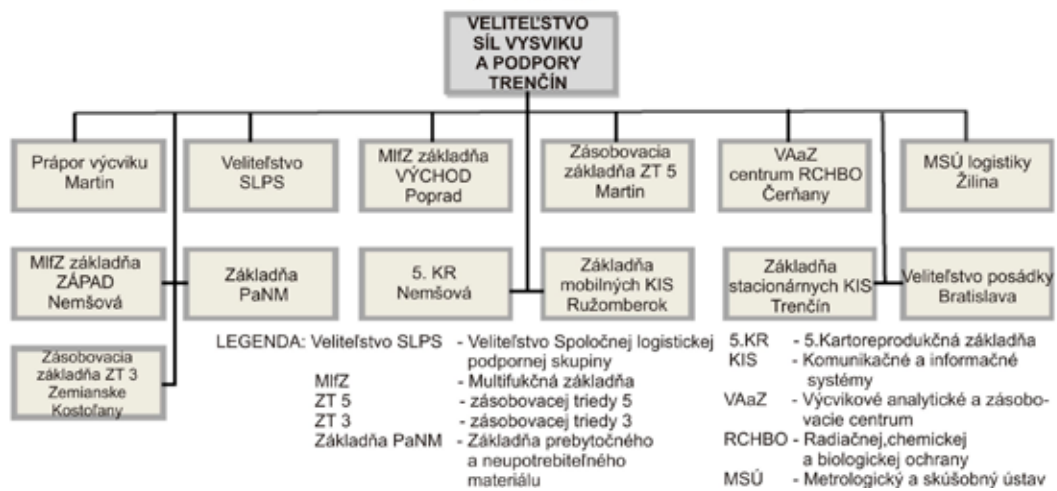 VELITEĽSTVO
SÍL VYSVIKU
A PODPORY
TRENČÍN
Prápor výcviku
Martin
Veliteľstvo
SLPS
MlfZ základňa
VÝCHOD
Poprad
Zásobovacia
základňa ZT 5
Martin
VAaZ
centrum RCHBO
Čerňany
MSÚ logistiky
Žilina
MlfZ základňa
ZÁPAD
Nemšová
Základňa
PaNM
5. KR
Nemšová
Základňa
mobilných KIS
Ružomberok
Základňa
stacionárnych KIS
Trenčín
Veliteľstvo posádky
Bratislava
Zásobovacia
základňa ZT 3
Zemianske
Kostoľany
LEGENDA: Veliteľstvo SLPS - Veliteľstvo Spoločnej logistickej
podpornej skupiny
MlfZ - Multifukčná základňa
ZT 5 - zásobovacej triedy 5
ZT 3 - zásobovacej triedy 3
Základňa PaNM - Základňa prebytočného
a neupotrebiteľného
materiálu
5.KR - 5.Kartoreprodukčná základňa
KIS - Komunikačné a informačné
systémy
VAaZ - Výcvikové analytické a zásobo-
vacie centrum
RCHBO - Radiačnej,chemickej
a biologickej ochrany
MSÚ - Metrologický a skúšobný ústav